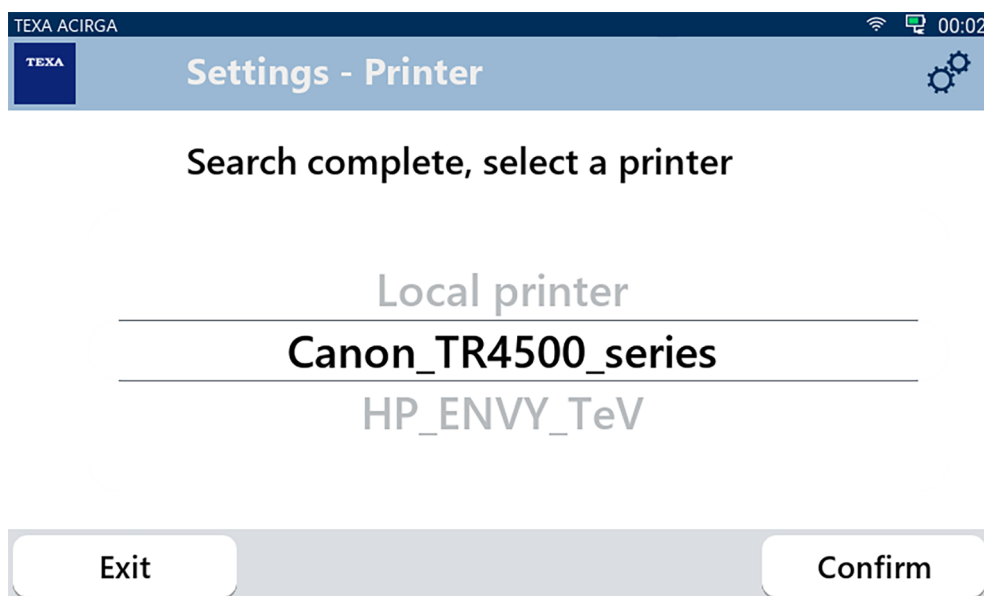 TEXA ACIRGA 00:02
TEXA Settings - Printer
Search complete, select a printer
Local printer
Canon_TR4500_series
HP_ENVY_TeV
Exit Confirm